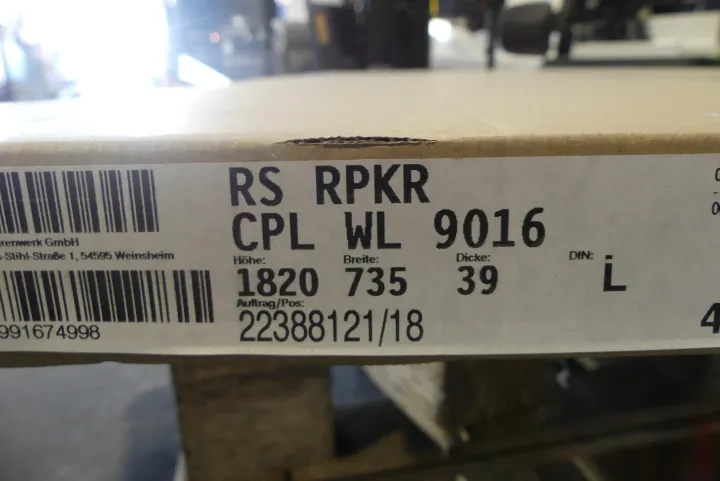 RS RPKR
CPL WL 9016
Höhe: Breite: Dicke: DIN:
1820 735 39 L
Auftrag/Pos:
22388121/18
renwerk GmbH
s-Stihl-Straße 1, 54595 Weinsheim
991674998
4